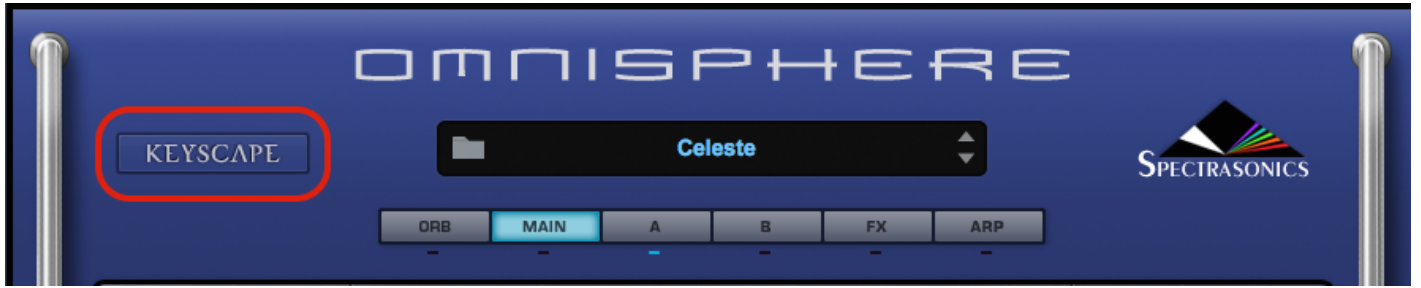 OMNISPHERE
KEYSCAPE
Celeste
SPECTRASONICS
ORB MAIN A B FX ARP